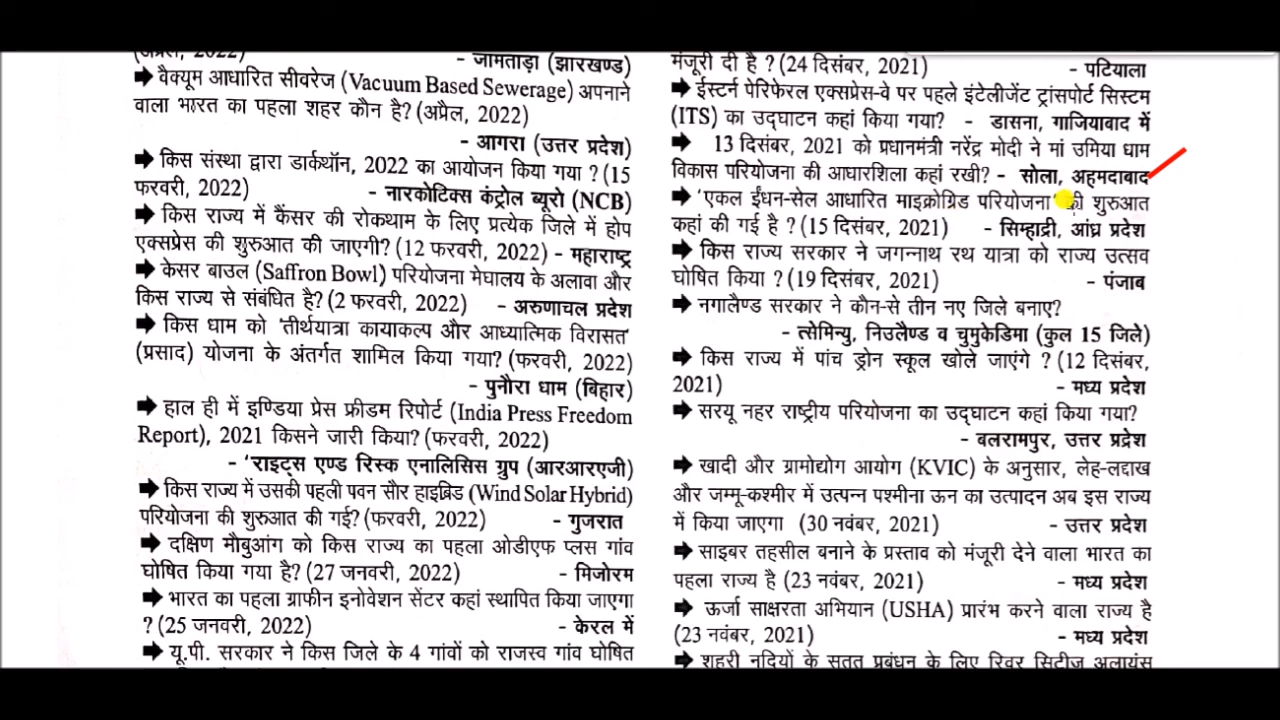 (अप्रैल, 2022)
- जामताड़ा (झारखण्ड)
➡ वैक्यूम आधारित सीवरेज (Vacuum Based Sewerage) अपनाने
वाला भारत का पहला शहर कौन है? (अप्रैल, 2022)
- आगरा (उत्तर प्रदेश)
➡ किस संस्था द्वारा डार्कथॉन, 2022 का आयोजन किया गया ? (15
फरवरी, 2022) - नारकोटिक्स कंट्रोल ब्यूरो (NCB)
➡ किस राज्य में कैंसर की रोकथाम के लिए प्रत्येक जिले में होप
एक्सप्रेस की शुरुआत की जाएगी? (12 फरवरी, 2022) - महाराष्ट्र
➡ केसर बाउल (Saffron Bowl) परियोजना मेघालय के अलावा और
किस राज्य से संबंधित है? (2 फरवरी, 2022) - अरुणाचल प्रदेश
➡ किस धाम को 'तीर्थयात्रा कायाकल्प और आध्यात्मिक विरासत'
(प्रसाद) योजना के अंतर्गत शामिल किया गया? (फरवरी, 2022)
- पुनौरा धाम (बिहार)
➡ हाल ही में इण्डिया प्रेस फ्रीडम रिपोर्ट (India Press Freedom
Report), 2021 किसने जारी किया? (फरवरी, 2022)
- 'राइट्स एण्ड रिस्क एनालिसिस ग्रुप (आरआरएजी)
➡ किस राज्य में उसकी पहली पवन सौर हाइब्रिड (Wind Solar Hybrid)
परियोजना की शुरुआत की गई? (फरवरी, 2022) - गुजरात
➡ दक्षिण मौबुआंग को किस राज्य का पहला ओडीएफ प्लस गांव
घोषित किया गया है? (27 जनवरी, 2022) - मिजोरम
➡ भारत का पहला ग्राफीन इनोवेशन सेंटर कहां स्थापित किया जाएगा
? (25 जनवरी, 2022) - केरल में
➡ यू.पी. सरकार ने किस जिले के 4 गांवों को राजस्व गांव घोषित
मंजूरी दी है ? (24 दिसंबर, 2021) - पटियाला
➡ ईस्टर्न पेरिफेरल एक्सप्रेस-वे पर पहले इंटेलीजेंट ट्रांसपोर्ट सिस्टम
(ITS) का उद्घाटन कहां किया गया? - डासना, गाजियाबाद में
➡ 13 दिसंबर, 2021 को प्रधानमंत्री नरेंद्र मोदी ने मां उमिया धाम
विकास परियोजना की आधारशिला कहां रखी? - सोला, अहमदाबाद
➡ 'एकल ईंधन-सेल आधारित माइक्रोग्रिड परियोजना' की शुरुआत
कहां की गई है ? (15 दिसंबर, 2021) - सिम्हाद्री, आंध्र प्रदेश
➡ किस राज्य सरकार ने जगन्नाथ रथ यात्रा को राज्य उत्सव
घोषित किया ? (19 दिसंबर, 2021) - पंजाब
➡ नगालैण्ड सरकार ने कौन-से तीन नए जिले बनाए?
- त्सेमिन्यु, निउलैण्ड व चुमुकेडिमा (कुल 15 जिले)
➡ किस राज्य में पांच ड्रोन स्कूल खोले जाएंगे ? (12 दिसंबर,
2021) - मध्य प्रदेश
➡ सरयू नहर राष्ट्रीय परियोजना का उद्घाटन कहां किया गया?
- बलरामपुर, उत्तर प्रदेश
➡ खादी और ग्रामोद्योग आयोग (KVIC) के अनुसार, लेह-लद्दाख
और जम्मू-कश्मीर में उत्पन्न पश्मीना ऊन का उत्पादन अब इस राज्य
में किया जाएगा (30 नवंबर, 2021) - उत्तर प्रदेश
➡ साइबर तहसील बनाने के प्रस्ताव को मंजूरी देने वाला भारत का
पहला राज्य है (23 नवंबर, 2021) - मध्य प्रदेश
➡ ऊर्जा साक्षरता अभियान (USHA) प्रारंभ करने वाला राज्य है
(23 नवंबर, 2021) - मध्य प्रदेश
➡ शहरी नदियों के सतत प्रबंधन के लिए रिवर सिटीज अलायंस